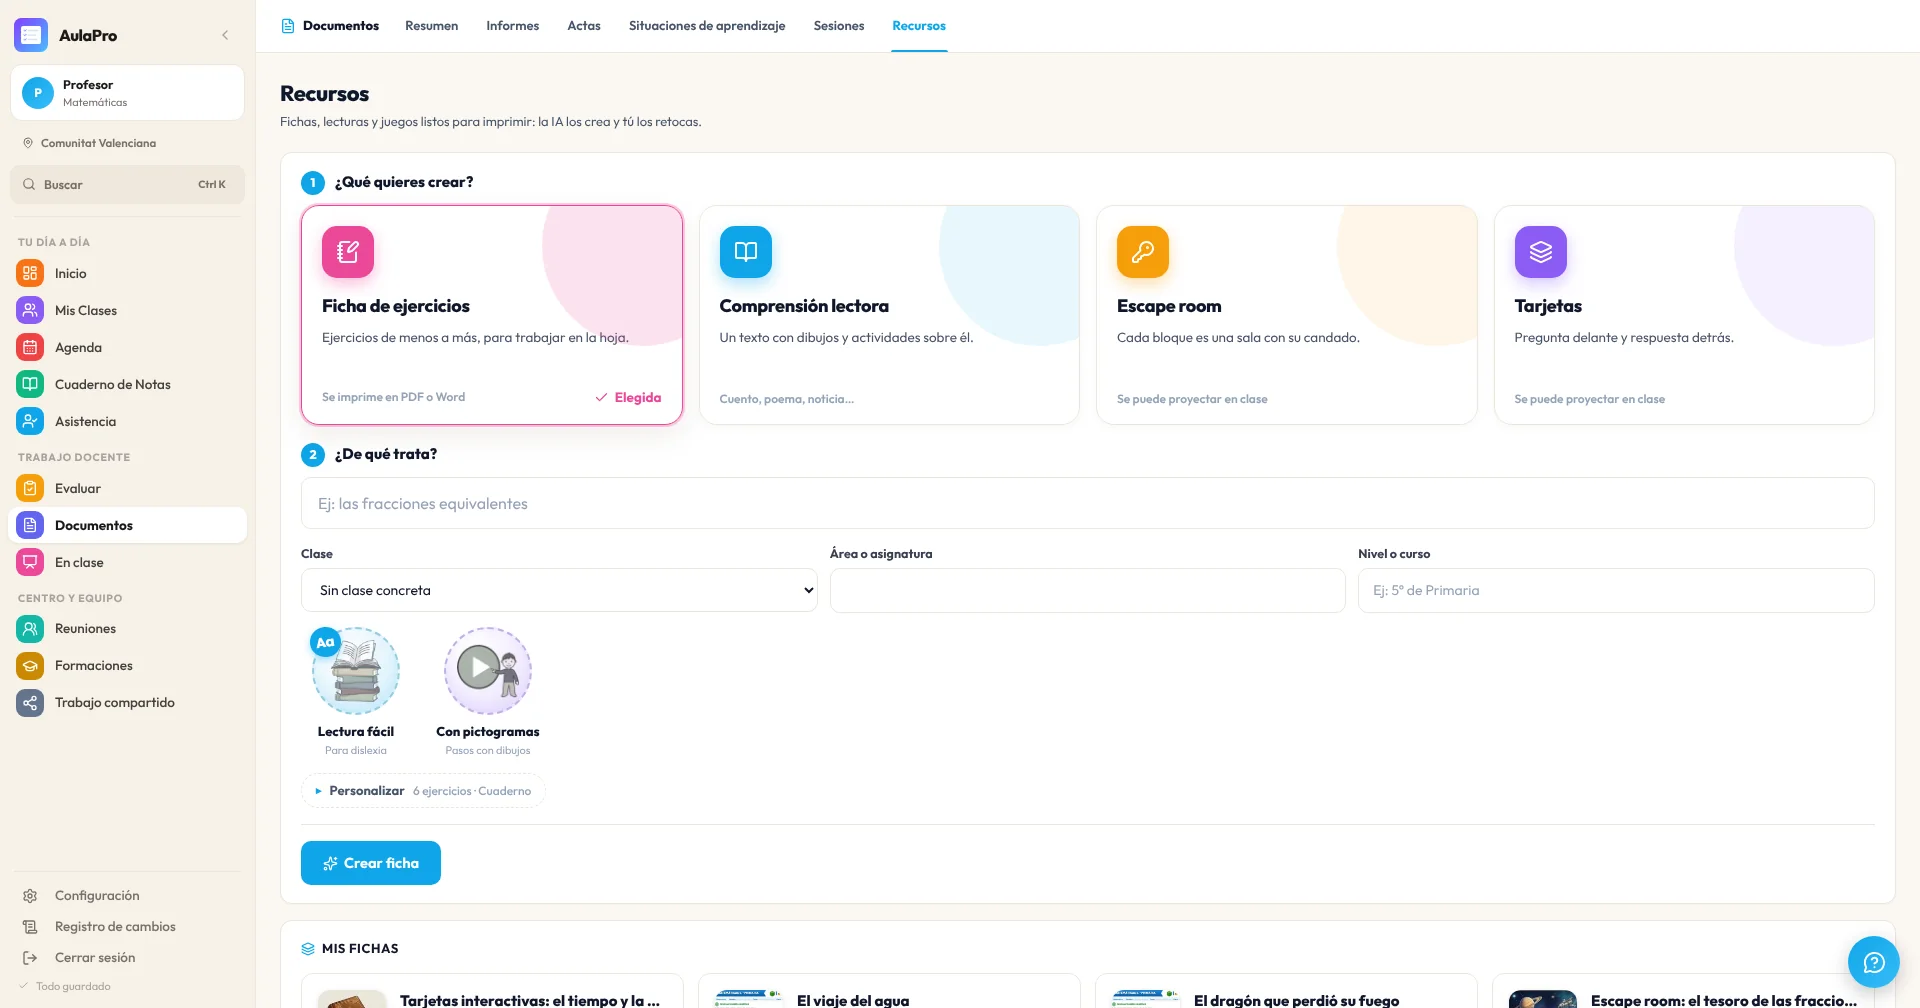 AulaPro
P
Profesor
Matemáticas
Comunitat Valenciana
Buscar
Ctrl K
TU DÍA A DÍA
Inicio
Mis Clases
Agenda
Cuaderno de Notas
Asistencia
TRABAJO DOCENTE
Evaluar
Documentos
En clase
CENTRO Y EQUIPO
Reuniones
Formaciones
Trabajo compartido
Configuración
Registro de cambios
Cerrar sesión
Todo guardado
Documentos
Resumen
Informes
Actas
Situaciones de aprendizaje
Sesiones
Recursos
Recursos
Fichas, lecturas y juegos listos para imprimir: la IA los crea y tú los retocas.
1
¿Qué quieres crear?
Ficha de ejercicios
Ejercicios de menos a más, para trabajar en la hoja.
Se imprime en PDF o Word
Elegida
Comprensión lectora
Un texto con dibujos y actividades sobre él.
Cuento, poema, noticia...
Escape room
Cada bloque es una sala con su candado.
Se puede proyectar en clase
Tarjetas
Pregunta delante y respuesta detrás.
Se puede proyectar en clase
2
¿De qué trata?
Ej: las fracciones equivalentes
Clase
Sin clase concreta
Área o asignatura
Nivel o curso
Ej: 5º de Primaria
Aa
Lectura fácil
Para dislexia
Con pictogramas
Pasos con dibujos
Personalizar
6 ejercicios · Cuaderno
Crear ficha
MIS FICHAS
Tarjetas interactivas: el tiempo y la ...
El viaje del agua
El dragón que perdió su fuego
Escape room: el tesoro de las fraccio...